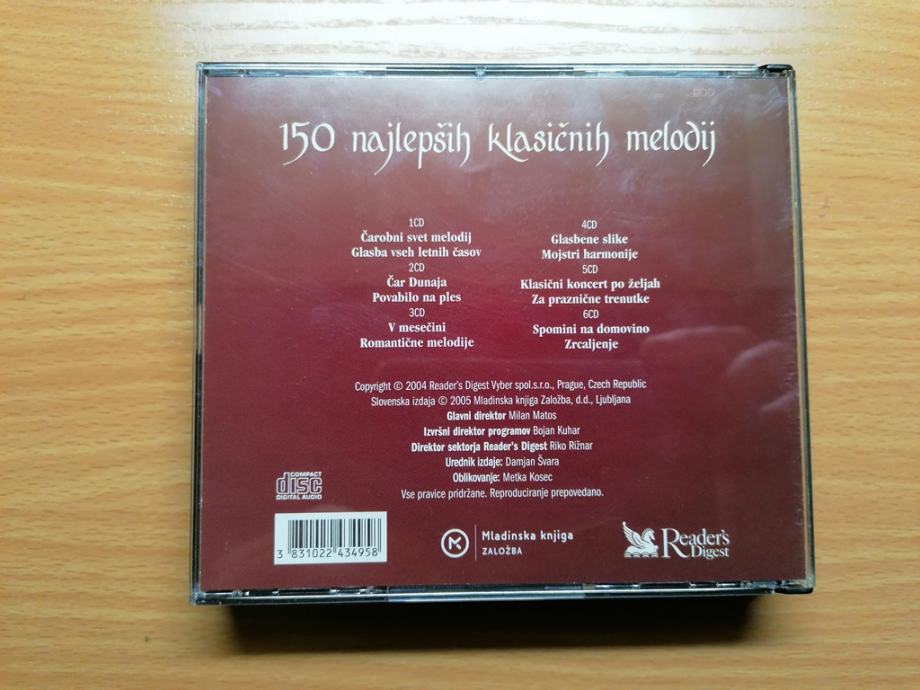 150 najlepših klasičnih melodij
1CD
Čarobni svet melodij
Glasba vseh letnih časov
2CD
Čar Dunaja
Povabilo na ples
3CD
V mesečini
Romantične melodije
4CD
Glasbene slike
Mojstri harmonije
5CD
Klasični koncert po željah
Za praznične trenutke
6CD
Spomini na domovino
Zrcaljenje
Copyright © 2004 Reader's Digest Vyber spol.s.r.o., Prague, Czech Republic
Slovenska izdaja © 2005 Mladinska knjiga Založba, d.d., Ljubljana
Glavni direktor Milan Matos
Izvršni direktor programov Bojan Kuhar
Direktor sektorja Reader's Digest Riko Rižnar
Urednik izdaje: Damjan Švara
Oblikovanje: Metka Kosec
Vse pravice pridržane. Reproduciranje prepovedano.
COMPACT
disc
DIGITAL AUDIO
3 831022 434958
Mladinska knjiga
ZALOŽBA
Reader's
Digest